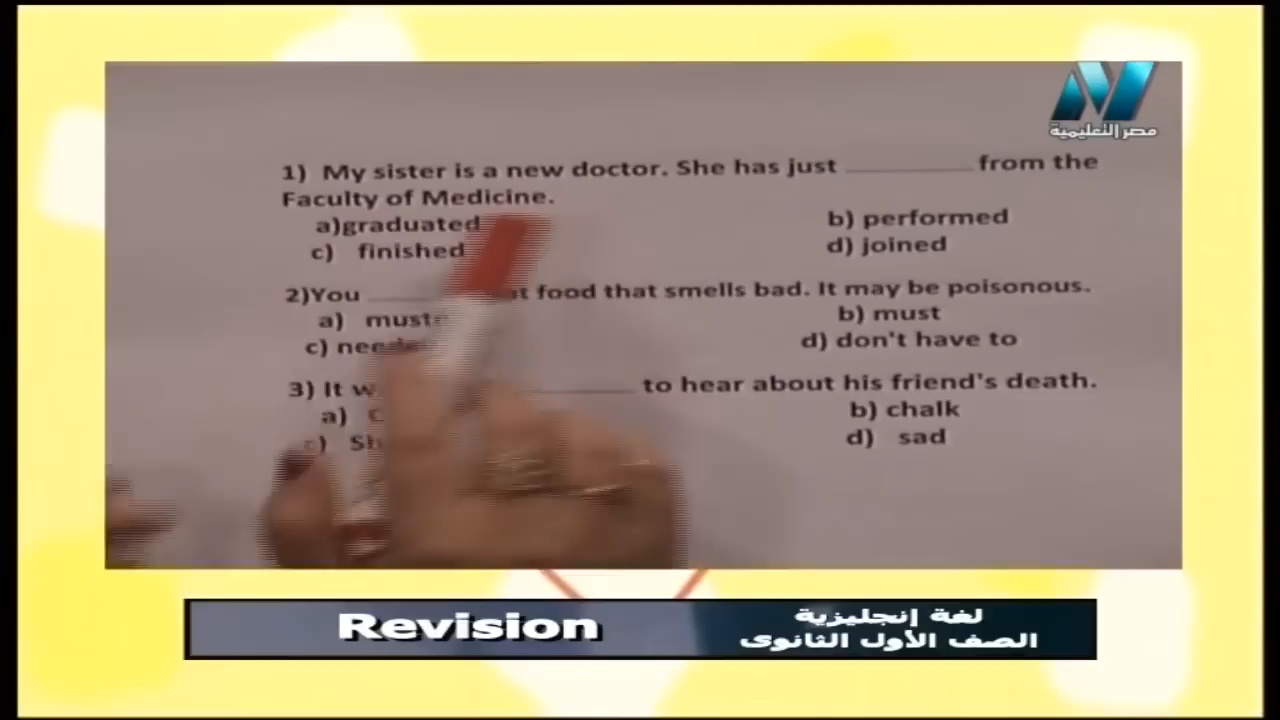 مصر التعليمية
1) My sister is a new doctor. She has just ________ from the
Faculty of Medicine.
a)graduated b) performed
c) finished d) joined
2)You food that smells bad. It may be poisonous.
a) b) must
c) d) don't have to
3) It ________ to hear about his friend's death.
a) b) chalk
c) d) sad
Revision
لغة إنجليزية
الصف الأول الثانوى